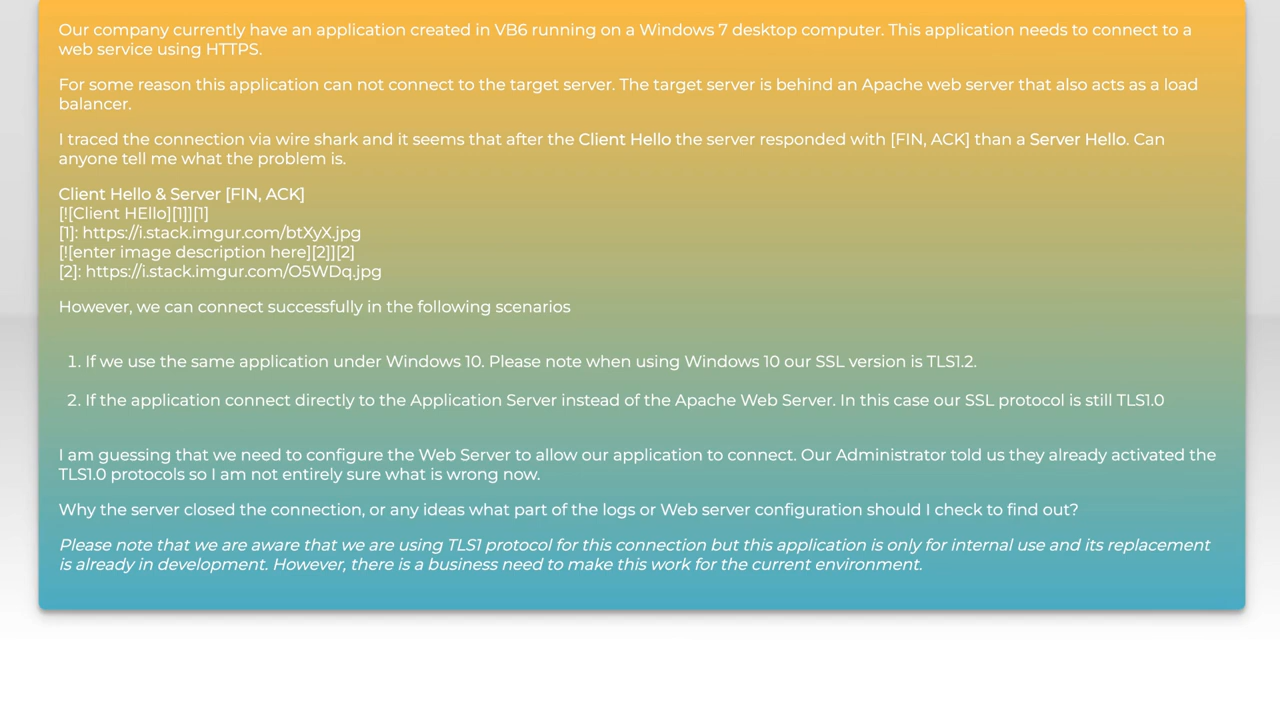 Our company currently have an application created in VB6 running on a Windows 7 desktop computer. This application needs to connect to a
web service using HTTPS.
For some reason this application can not connect to the target server. The target server is behind an Apache web server that also acts as a load
balancer.
I traced the connection via wire shark and it seems that after the Client Hello the server responded with [FIN, ACK] than a Server Hello. Can
anyone tell me what the problem is.
Client Hello & Server [FIN, ACK]
[![Client HEllo][1]][1]
[1]: https://i.stack.imgur.com/btXyX.jpg
[![enter image description here][2]][2]
[2]: https://i.stack.imgur.com/O5WDq.jpg
However, we can connect successfully in the following scenarios
1. If we use the same application under Windows 10. Please note when using Windows 10 our SSL version is TLS1.2.
2. If the application connect directly to the Application Server instead of the Apache Web Server. In this case our SSL protocol is still TLS1.0
I am guessing that we need to configure the Web Server to allow our application to connect. Our Administrator told us they already activated the
TLS1.0 protocols so I am not entirely sure what is wrong now.
Why the server closed the connection, or any ideas what part of the logs or Web server configuration should I check to find out?
Please note that we are aware that we are using TLS1 protocol for this connection but this application is only for internal use and its replacement
is already in development. However, there is a business need to make this work for the current environment.